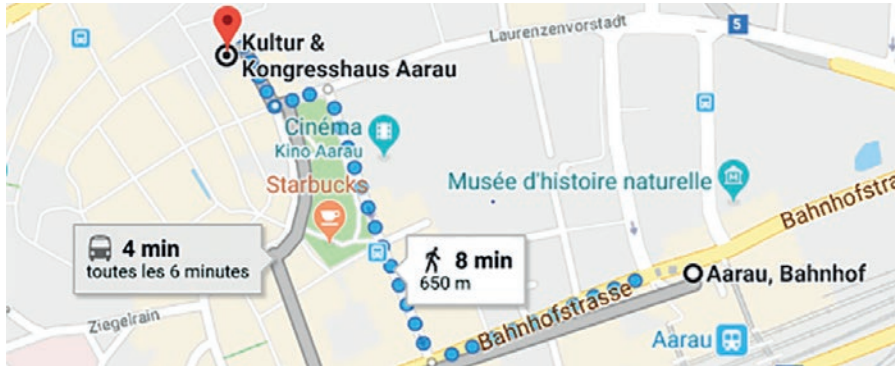 Laurenzenvorstadt
5
Kultur &
Kongresshaus Aarau
Cinéma
Kino Aarau
Starbucks
Musée d'histoire naturelle
Bahnhofstrasse
4 min
toutes les 6 minutes
8 min
650 m
Aarau, Bahnhof
Bahnhofstrasse
Ziegelrain
Aarau